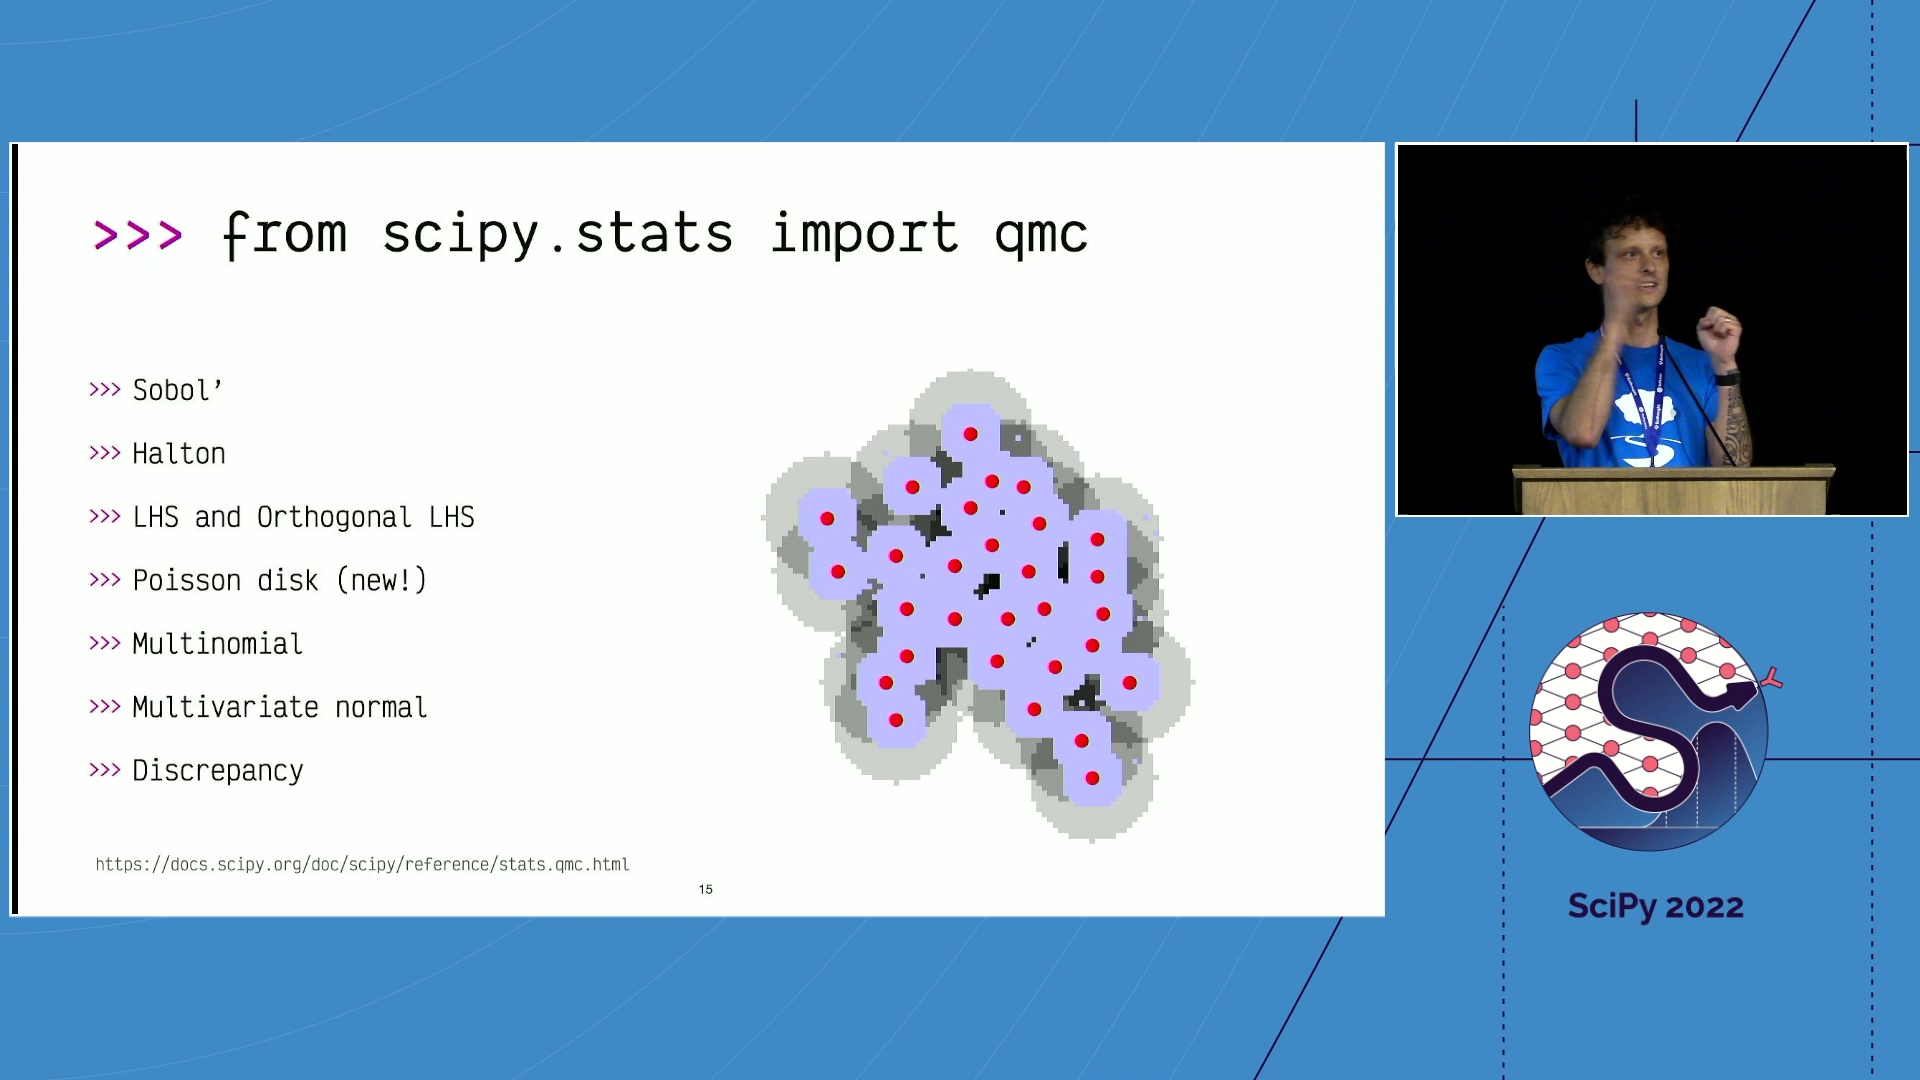 >>> from scipy.stats import qmc
>>> Sobol’
>>> Halton
>>> LHS and Orthogonal LHS
>>> Poisson disk (new!)
>>> Multinomial
>>> Multivariate normal
>>> Discrepancy
https://docs.scipy.org/doc/scipy/reference/stats.qmc.html
15
SciPy 2022